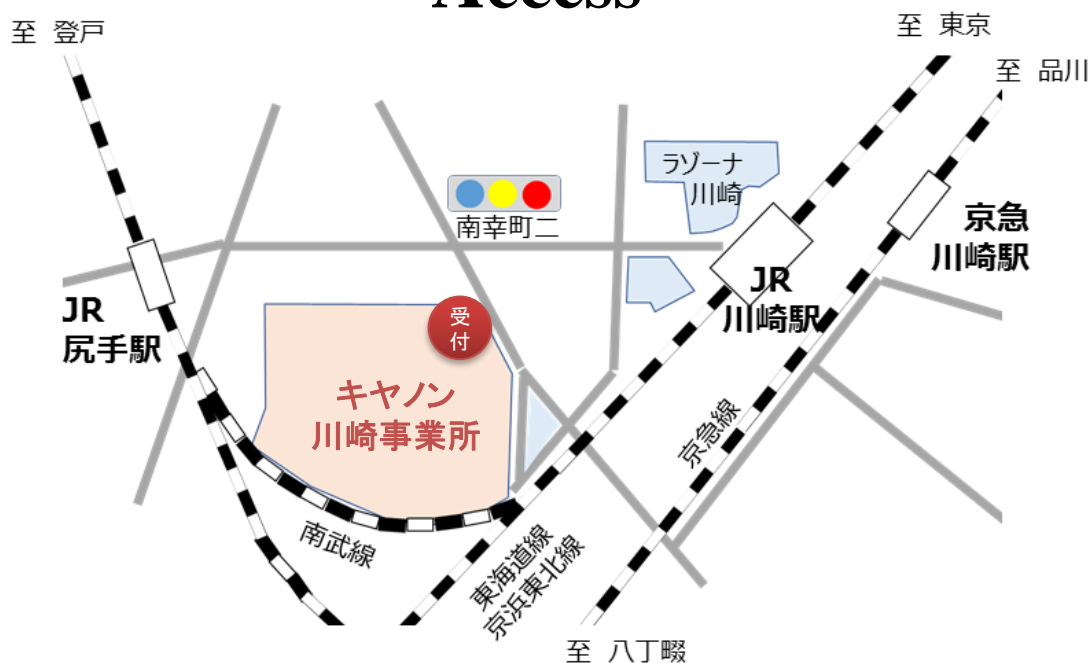 Access
至 登戸
至 東京
至 品川
ラゾーナ
川崎
南幸町二
京急
川崎駅
JR
川崎駅
JR
尻手駅
受
付
キヤノン
川崎事業所
京急線
南武線
東海道線
京浜東北線
至 八丁畷